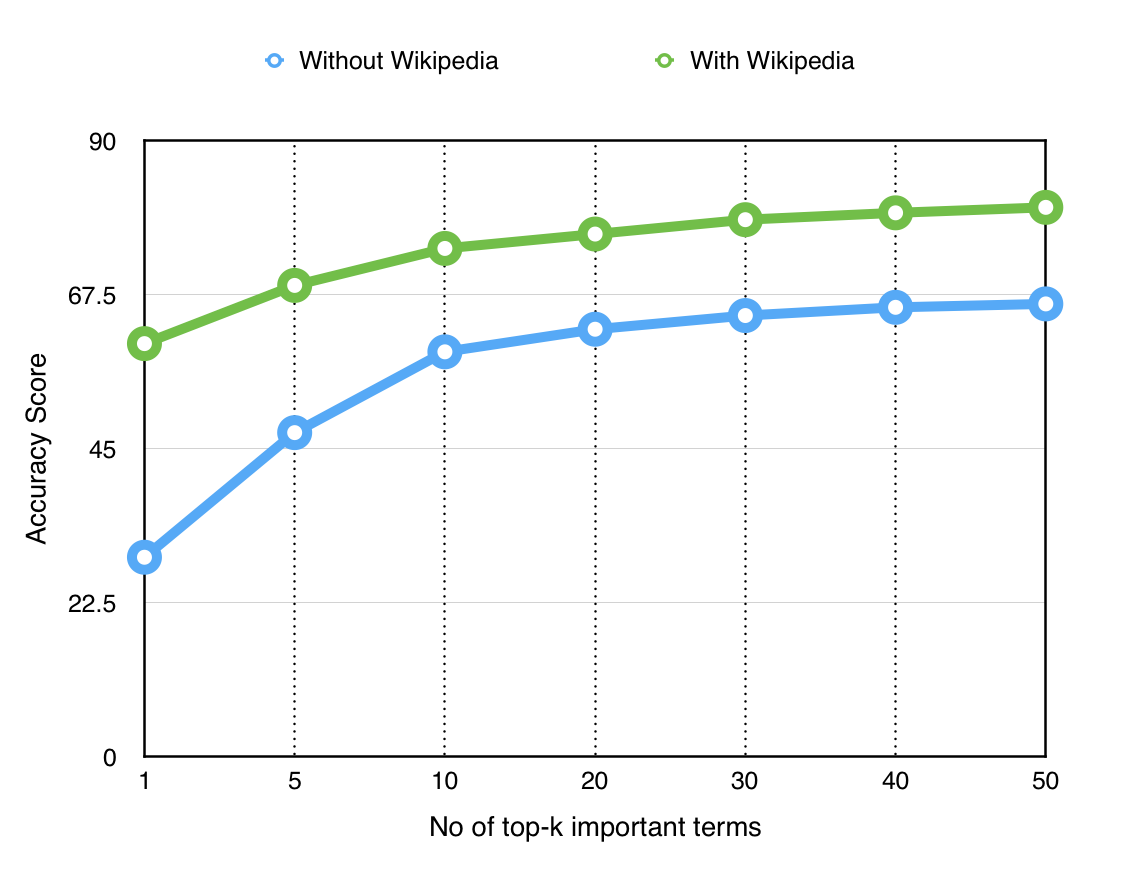 Without Wikipedia
With Wikipedia
90
67.5
45
22.5
0
Accuracy Score
1 5 10 20 30 40 50
No of top-k important terms